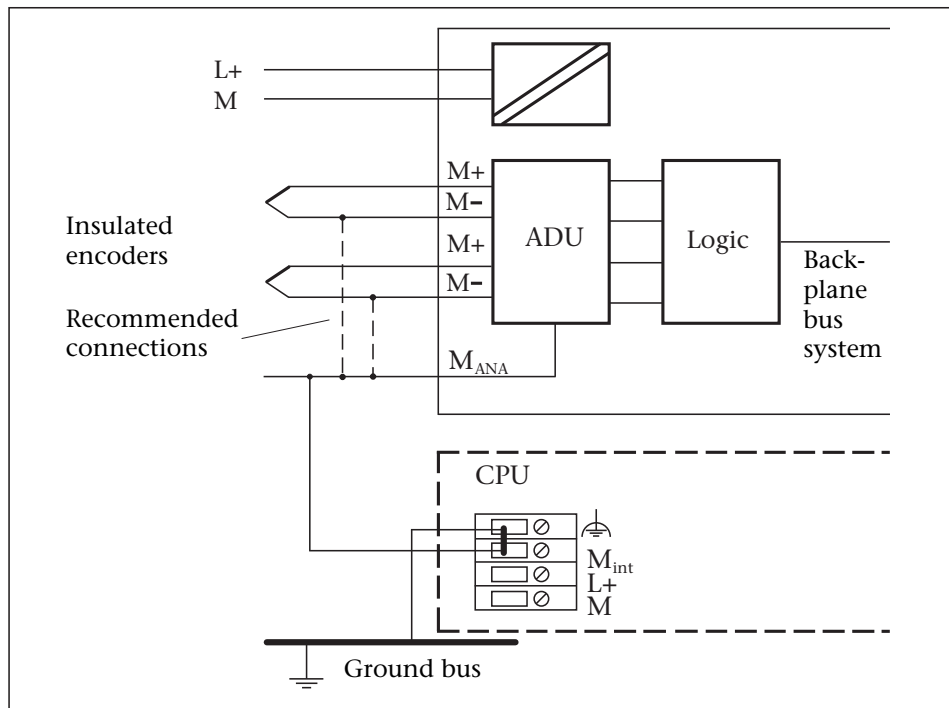 L+
M
M+
M−
Insulated
encoders
M+
M−
ADU
Logic
Back-
plane
bus
system
Recommended
connections
M_ANA
CPU
M_int
L+
M
Ground bus